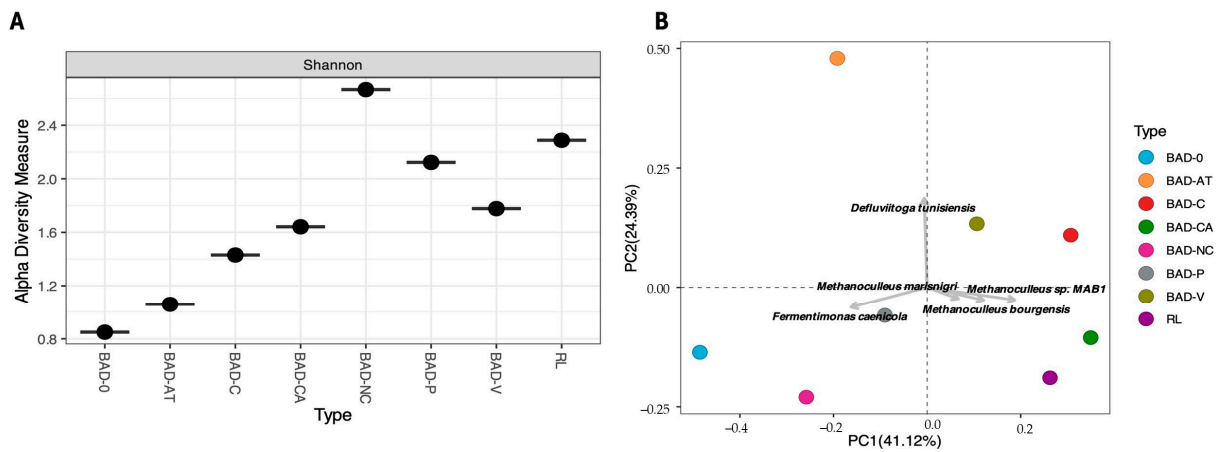 A
Shannon
Alpha Diversity Measure
2.4
2.0
1.6
1.2
0.8
BAD-0
BAD-AT
BAD-C
BAD-CA
BAD-NC
BAD-P
BAD-V
RL
Type
B
PC2(24.39%)
0.50
0.25
0.00
−0.25
Defluviitoga tunisiensis
Methanoculleus marisnigri
Methanoculleus sp. MAB1
Fermentimonas caenicola
Methanoculleus bourgensis
−0.4
−0.2
0.0
0.2
PC1(41.12%)
Type
BAD-0
BAD-AT
BAD-C
BAD-CA
BAD-NC
BAD-P
BAD-V
RL